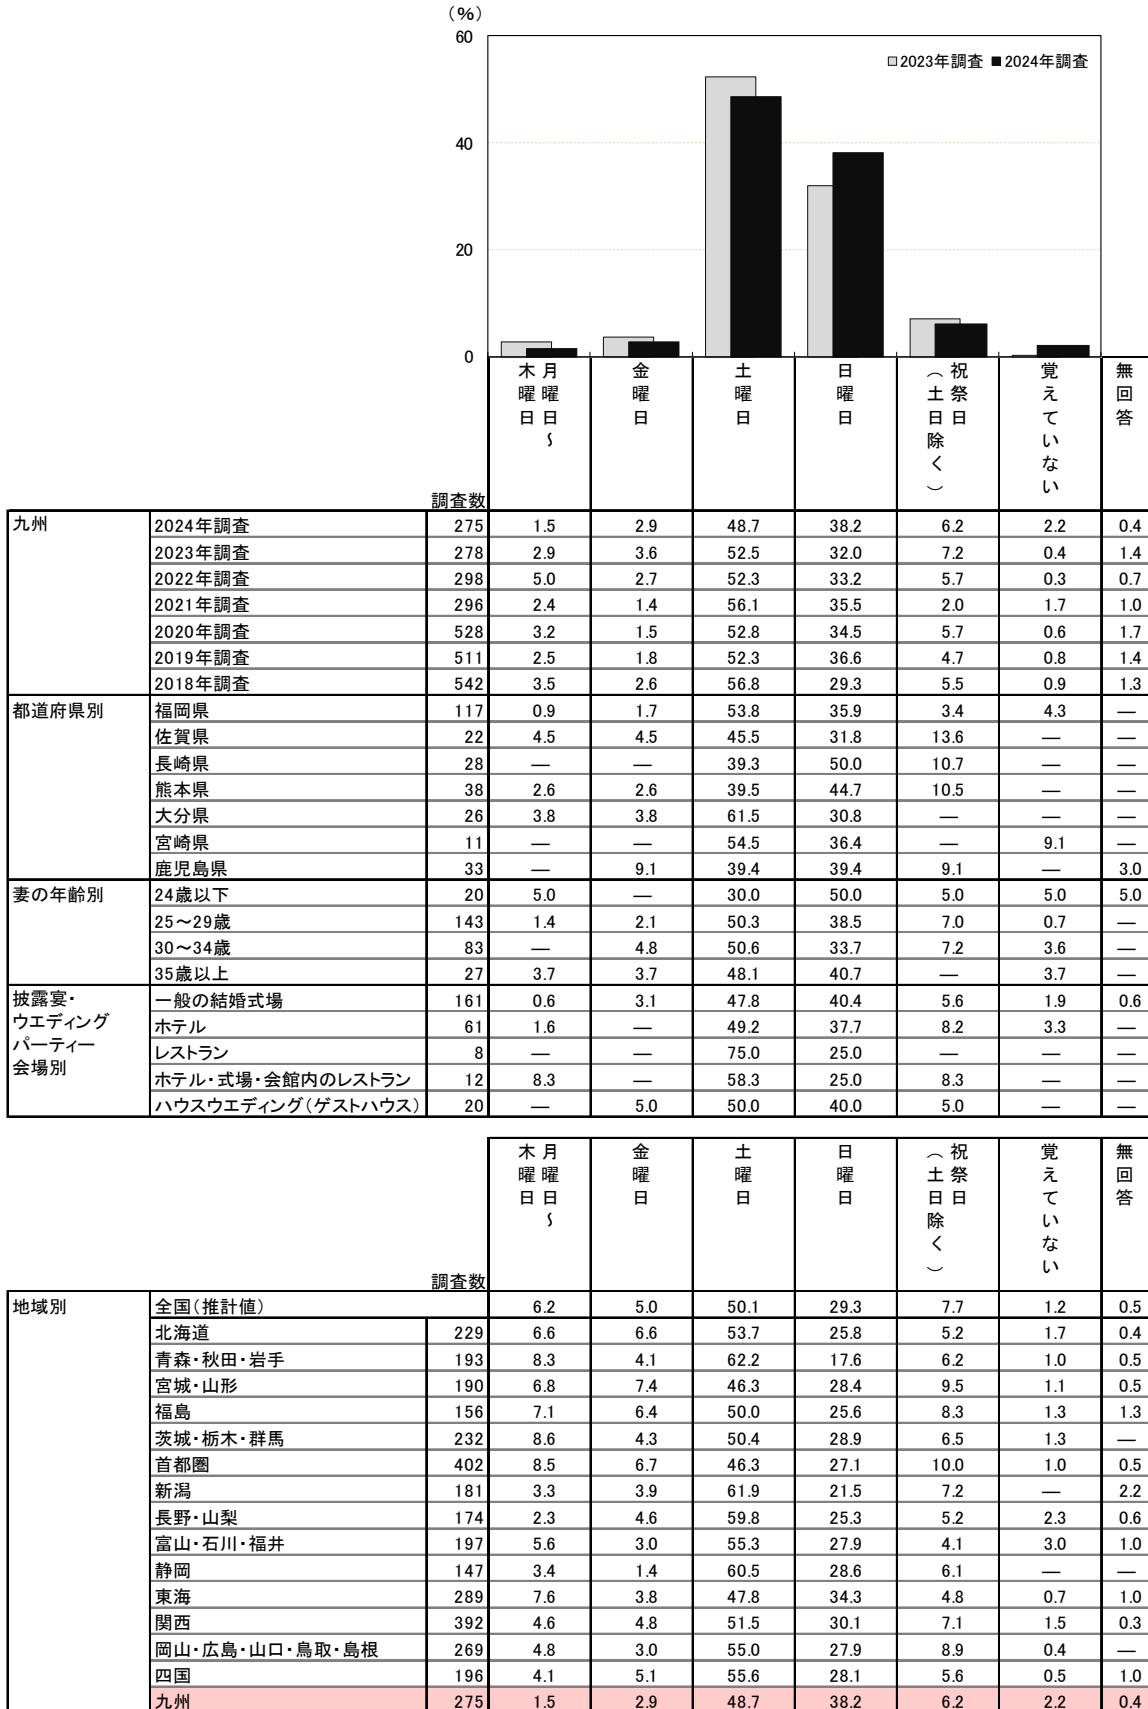 (%)
60
40
20
0
□2023年調査 ■2024年調査
調査数 月曜日～木曜日 金曜日 土曜日 日曜日 祝祭日(土日除く) 覚えていない 無回答
九州 2024年調査 275 1.5 2.9 48.7 38.2 6.2 2.2 0.4
2023年調査 278 2.9 3.6 52.5 32.0 7.2 0.4 1.4
2022年調査 298 5.0 2.7 52.3 33.2 5.7 0.3 0.7
2021年調査 296 2.4 1.4 56.1 35.5 2.0 1.7 1.0
2020年調査 528 3.2 1.5 52.8 34.5 5.7 0.6 1.7
2019年調査 511 2.5 1.8 52.3 36.6 4.7 0.8 1.4
2018年調査 542 3.5 2.6 56.8 29.3 5.5 0.9 1.3
都道府県別 福岡県 117 0.9 1.7 53.8 35.9 3.4 4.3 —
佐賀県 22 4.5 4.5 45.5 31.8 13.6 — —
長崎県 28 — — 39.3 50.0 10.7 — —
熊本県 38 2.6 2.6 39.5 44.7 10.5 — —
大分県 26 3.8 3.8 61.5 30.8 — — —
宮崎県 11 — — 54.5 36.4 — 9.1 —
鹿児島県 33 — 9.1 39.4 39.4 9.1 — 3.0
妻の年齢別 24歳以下 20 5.0 — 30.0 50.0 5.0 5.0 5.0
25～29歳 143 1.4 2.1 50.3 38.5 7.0 0.7 —
30～34歳 83 — 4.8 50.6 33.7 7.2 3.6 —
35歳以上 27 3.7 3.7 48.1 40.7 — 3.7 —
披露宴・ウエディングパーティー会場別 一般の結婚式場 161 0.6 3.1 47.8 40.4 5.6 1.9 0.6
ホテル 61 1.6 — 49.2 37.7 8.2 3.3 —
レストラン 8 — — 75.0 25.0 — — —
ホテル・式場・会館内のレストラン 12 8.3 — 58.3 25.0 8.3 — —
ハウスウエディング(ゲストハウス) 20 — 5.0 50.0 40.0 5.0 — —
調査数 月曜日～木曜日 金曜日 土曜日 日曜日 祝祭日(土日除く) 覚えていない 無回答
地域別 全国(推計値) 6.2 5.0 50.1 29.3 7.7 1.2 0.5
北海道 229 6.6 6.6 53.7 25.8 5.2 1.7 0.4
青森・秋田・岩手 193 8.3 4.1 62.2 17.6 6.2 1.0 0.5
宮城・山形 190 6.8 7.4 46.3 28.4 9.5 1.1 0.5
福島 156 7.1 6.4 50.0 25.6 8.3 1.3 1.3
茨城・栃木・群馬 232 8.6 4.3 50.4 28.9 6.5 1.3 —
首都圏 402 8.5 6.7 46.3 27.1 10.0 1.0 0.5
新潟 181 3.3 3.9 61.9 21.5 7.2 — 2.2
長野・山梨 174 2.3 4.6 59.8 25.3 5.2 2.3 0.6
富山・石川・福井 197 5.6 3.0 55.3 27.9 4.1 3.0 1.0
静岡 147 3.4 1.4 60.5 28.6 6.1 — —
東海 289 7.6 3.8 47.8 34.3 4.8 0.7 1.0
関西 392 4.6 4.8 51.5 30.1 7.1 1.5 0.3
岡山・広島・山口・鳥取・島根 269 4.8 3.0 55.0 27.9 8.9 0.4 —
四国 196 4.1 5.1 55.6 28.1 5.6 0.5 1.0
九州 275 1.5 2.9 48.7 38.2 6.2 2.2 0.4